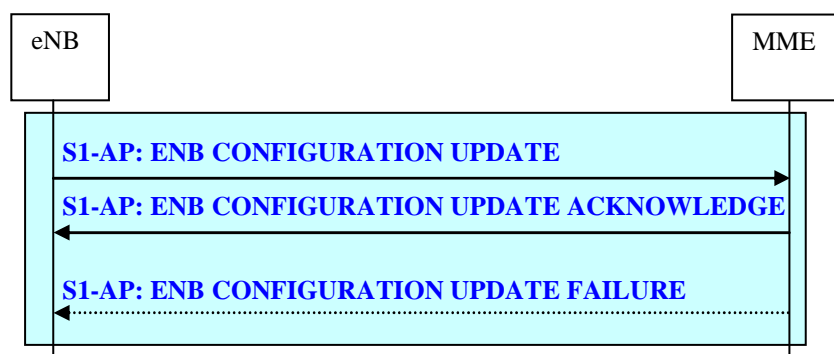 eNB
MME
S1-AP: ENB CONFIGURATION UPDATE
S1-AP: ENB CONFIGURATION UPDATE ACKNOWLEDGE
S1-AP: ENB CONFIGURATION UPDATE FAILURE